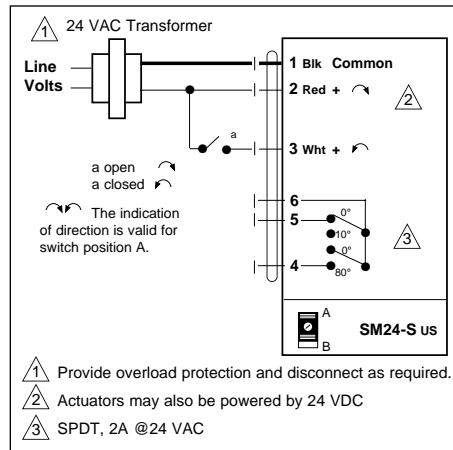 1 24 VAC Transformer
Line
Volts
1 Blk Common
2 Red +
2
a
3 Wht +
a open
a closed
The indication
of direction is valid for
switch position A.
6
5
0°
10°
3
0°
4
80°
A
SM24-S US
B
1 Provide overload protection and disconnect as required.
2 Actuators may also be powered by 24 VDC
3 SPDT, 2A @24 VAC